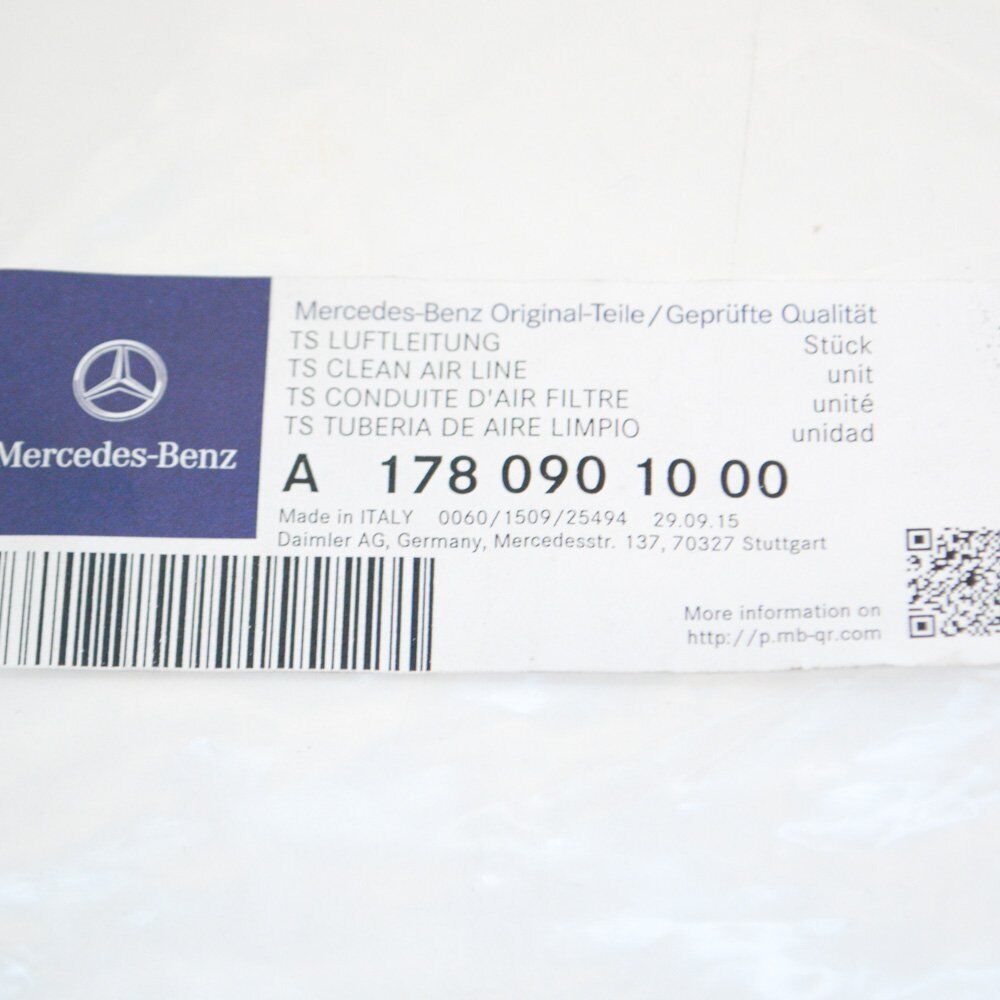 Mercedes-Benz
Mercedes-Benz Original-Teile/Geprüfte Qualität
TS LUFTLEITUNG Stück
TS CLEAN AIR LINE unit
TS CONDUITE D'AIR FILTRE unité
TS TUBERIA DE AIRE LIMPIO unidad
A 178 090 10 00
Made in ITALY 0060/1509/25494 29.09.15
Daimler AG, Germany, Mercedesstr. 137, 70327 Stuttgart
More information on
http://p.mb-qr.com